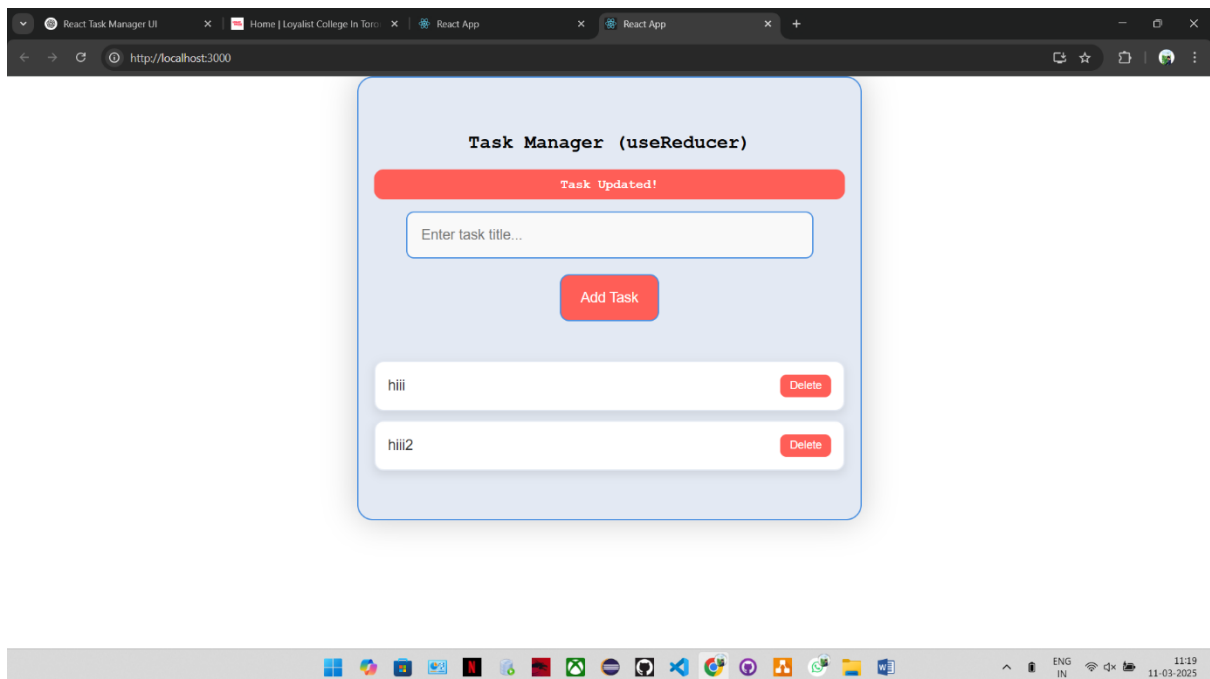 React Task Manager UI
Home | Loyalist College In Toro
React App
React App
http://localhost:3000
Task Manager (useReducer)
Task Updated!
Enter task title...
Add Task
hiii
Delete
hiii2
Delete
ENG
IN
11:19
11-03-2025